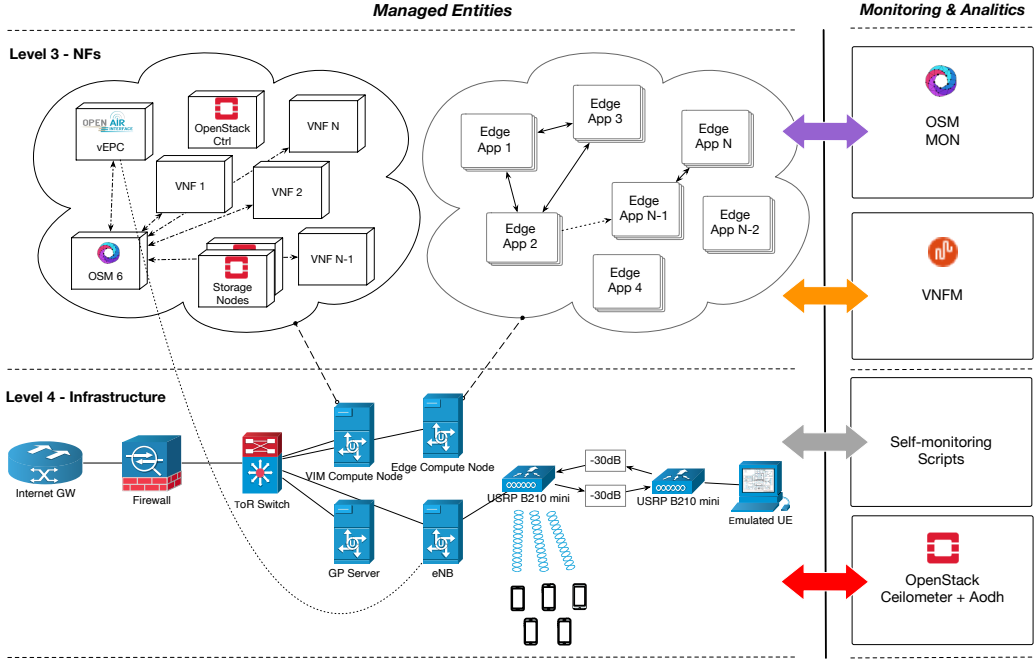 Managed Entities
Monitoring & Analitics
Level 3 - NFs
OPEN AIR
INTERFACE
vEPC
OpenStack
Ctrl
VNF N
VNF 1
VNF 2
OSM 6
Storage
Nodes
VNF N-1
Edge
App 1
Edge
App 3
Edge
App N
Edge
App 2
Edge
App N-1
Edge
App N-2
Edge
App 4
OSM
MON
VNFM
Level 4 - Infrastructure
Internet GW
Firewall
ToR Switch
VIM Compute Node
Edge Compute Node
GP Server
eNB
USRP B210 mini
-30dB
-30dB
USRP B210 mini
Emulated UE
Self-monitoring
Scripts
OpenStack
Ceilometer + Aodh